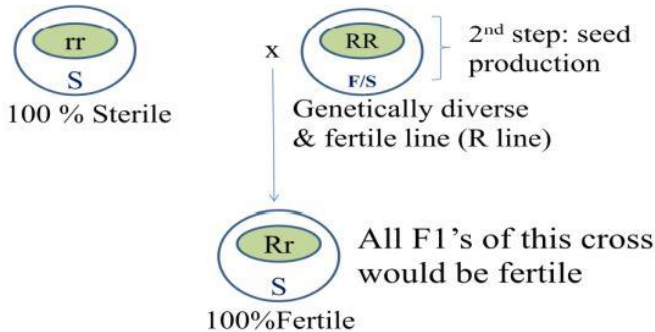 rr
S
100 % Sterile
x
RR
F/S
2nd step: seed
production
Genetically diverse
& fertile line (R line)
Rr
S
100%Fertile
All F1's of this cross
would be fertile